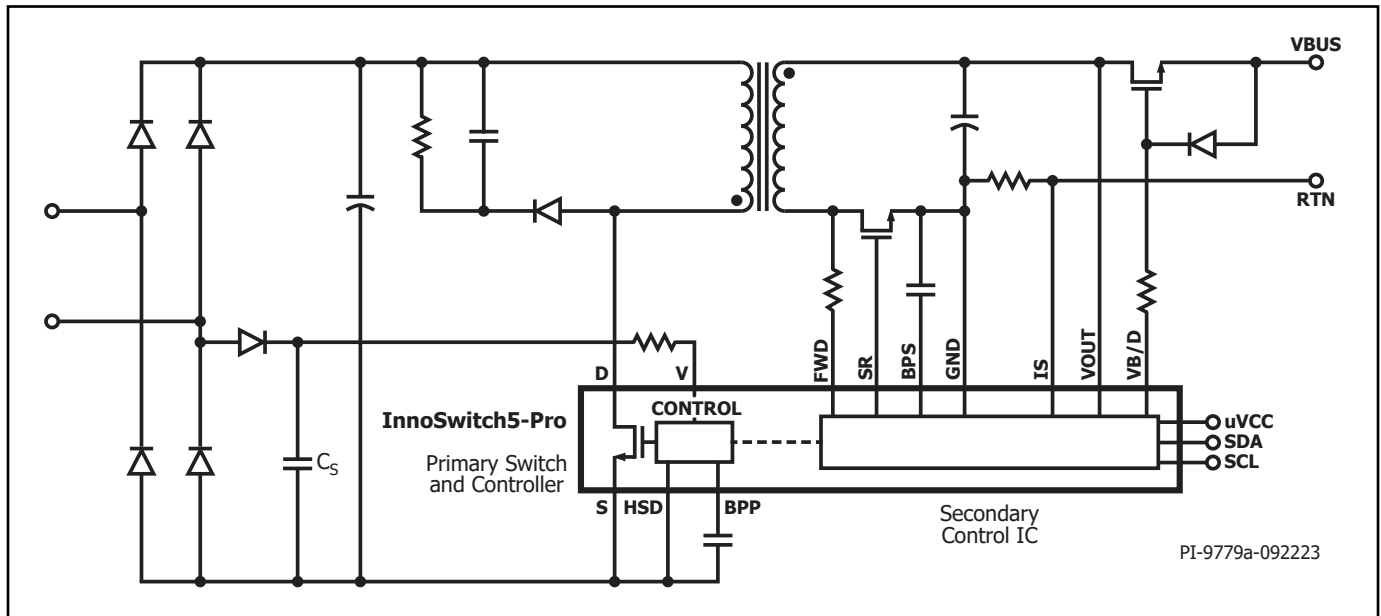 VBUS
RTN
FWD
SR
BPS
GND
IS
VOUT
VB/D
D
V
InnoSwitch5-Pro
CONTROL
uVCC
SDA
SCL
Primary Switch
and Controller
CS
S
HSD
BPP
Secondary
Control IC
PI-9779a-092223